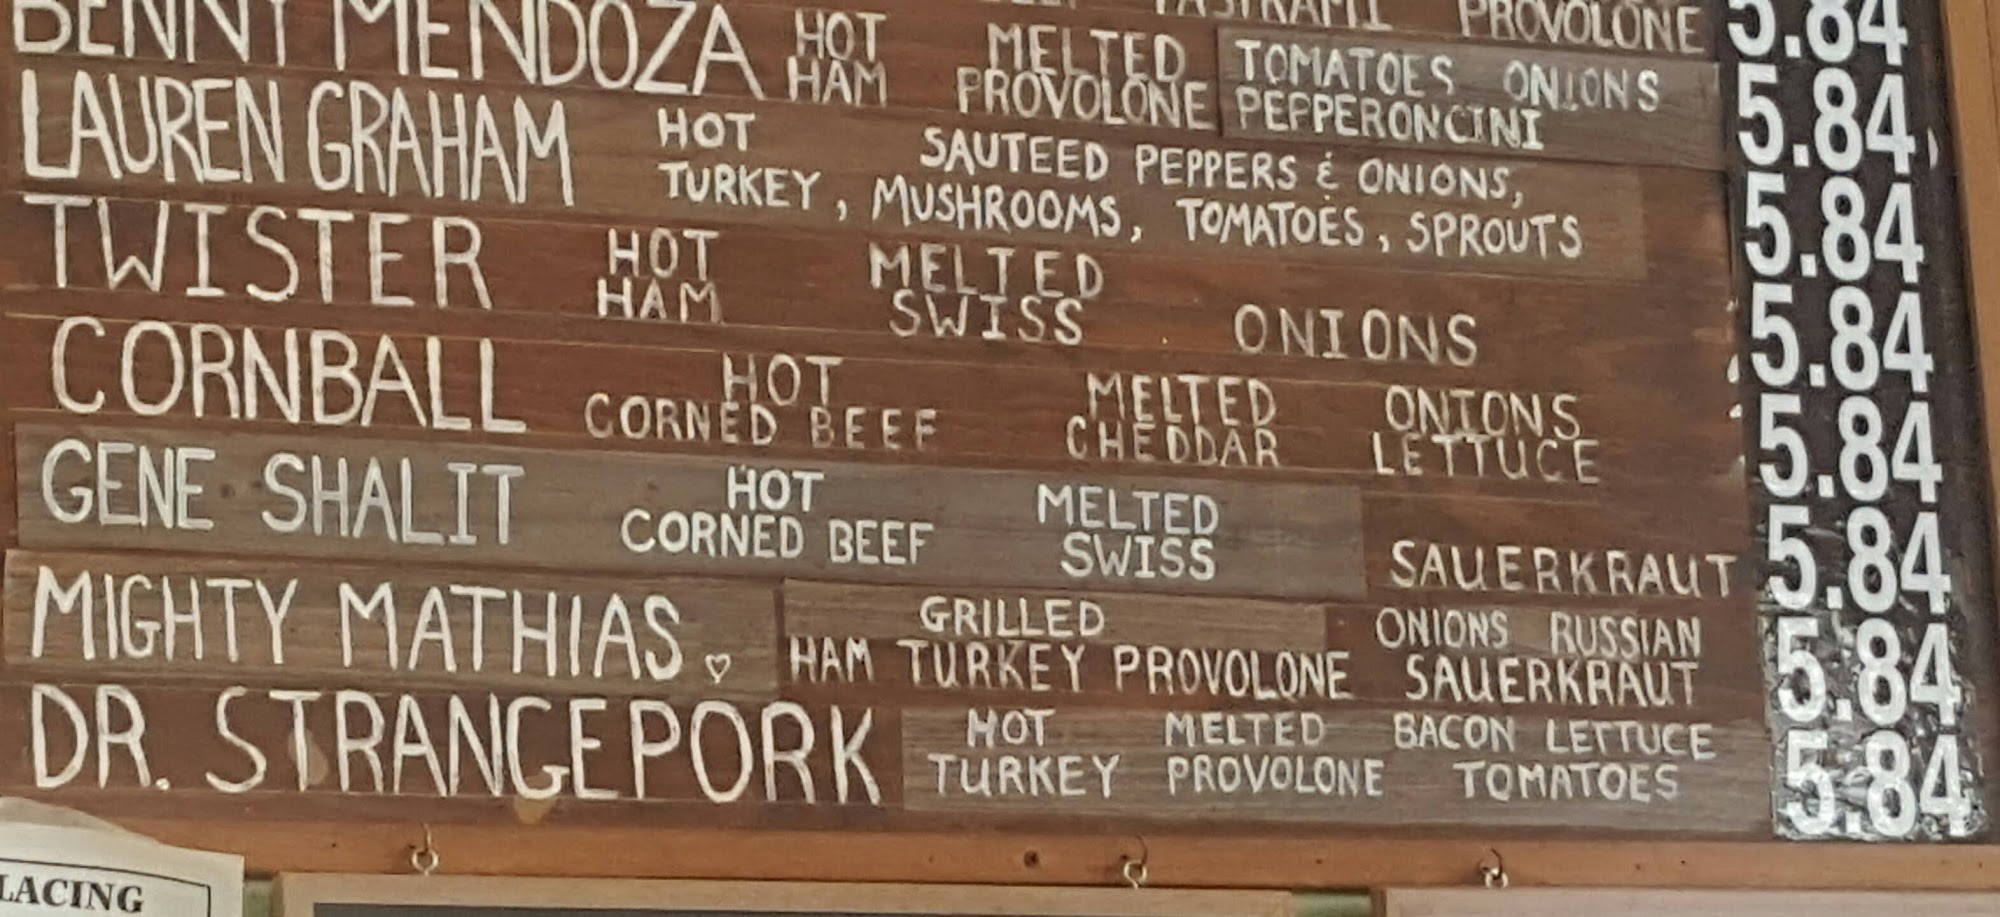 PASTRAMI PROVOLONE 5.84
BENNY MENDOZA HOT HAM MELTED PROVOLONE TOMATOES ONIONS PEPPERONCINI 5.84
LAUREN GRAHAM HOT TURKEY, SAUTEED PEPPERS & ONIONS, MUSHROOMS, TOMATOES, SPROUTS 5.84
TWISTER HOT HAM MELTED SWISS ONIONS 5.84
CORNBALL HOT CORNED BEEF MELTED CHEDDAR ONIONS LETTUCE 5.84
GENE SHALIT HOT CORNED BEEF MELTED SWISS SAUERKRAUT 5.84
MIGHTY MATHIAS. GRILLED HAM TURKEY PROVOLONE ONIONS RUSSIAN SAUERKRAUT 5.84
DR. STRANGEPORK HOT TURKEY MELTED PROVOLONE BACON LETTUCE TOMATOES 5.84
LACING